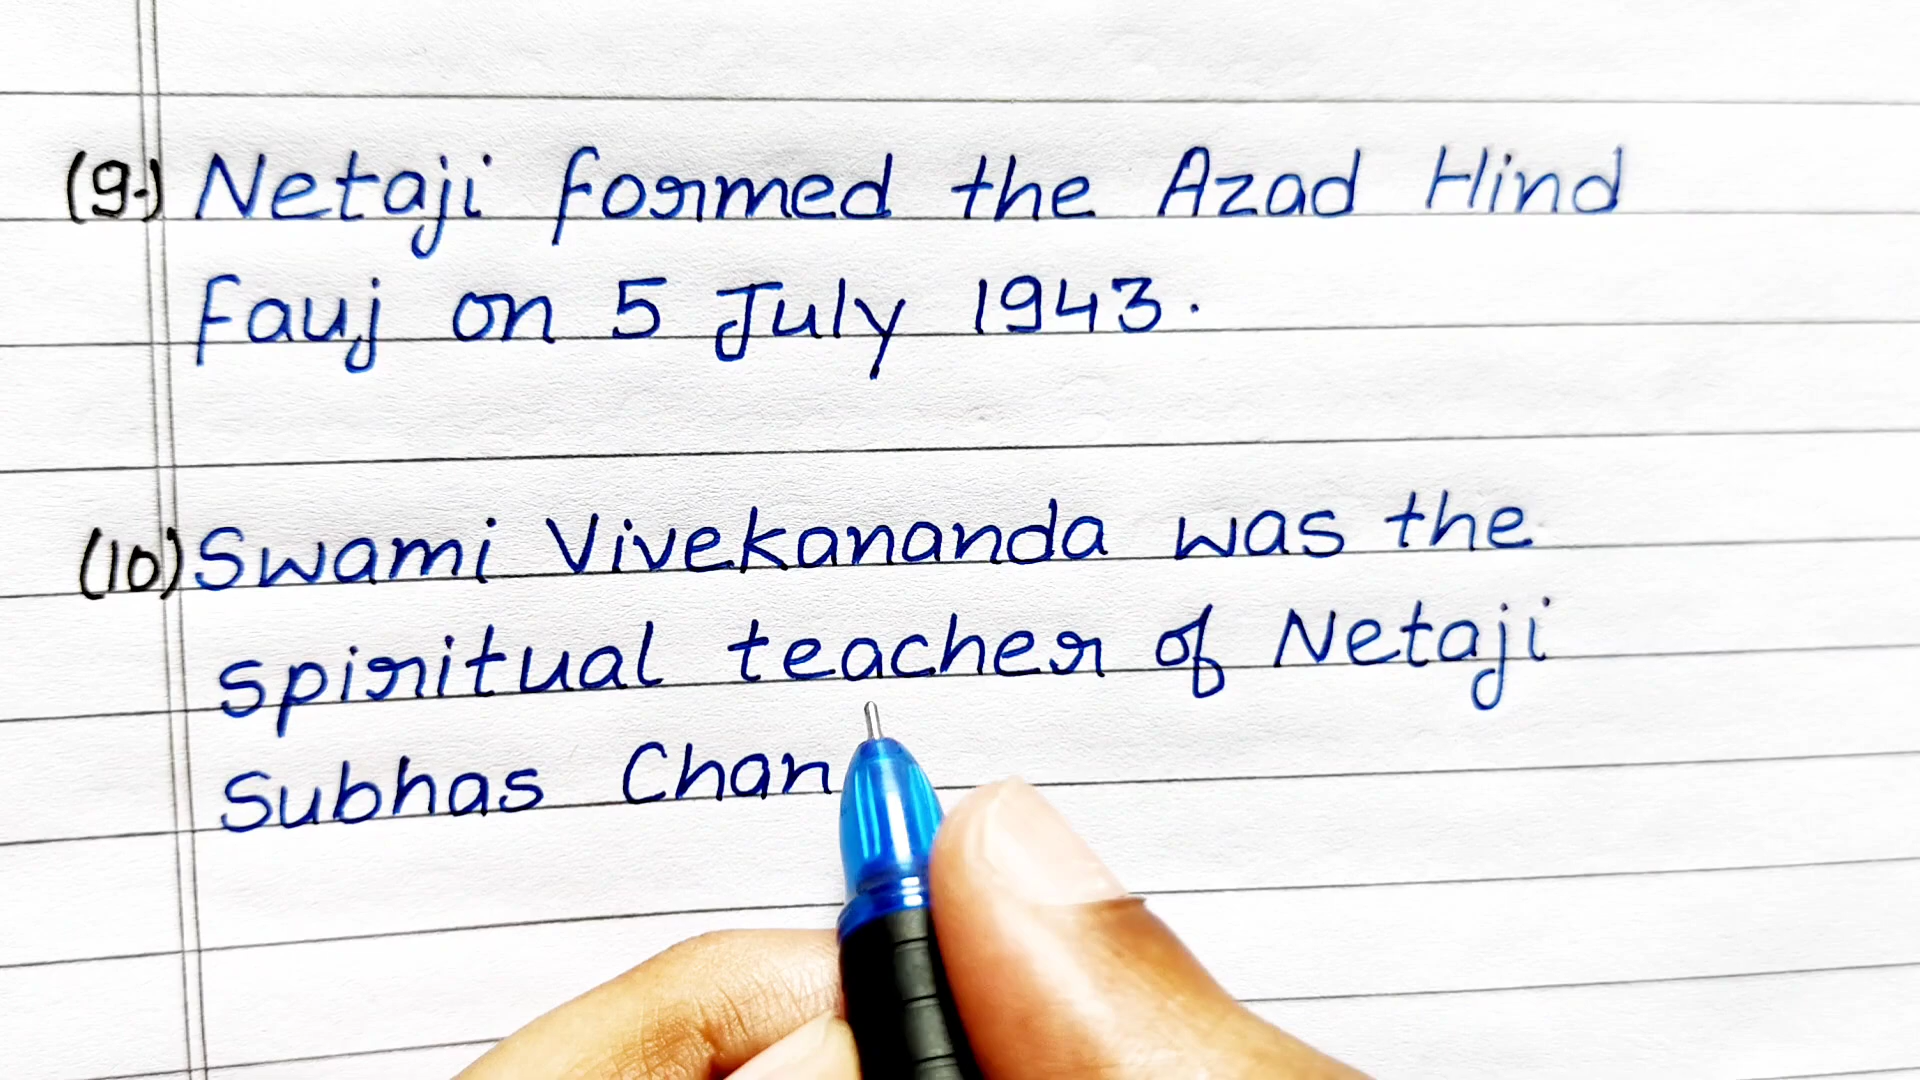 (9.) Netaji formed the Azad Hind
Fauj on 5 July 1943.
(10) Swami Vivekananda was the
spiritual teacher of Netaji
Subhas Chan